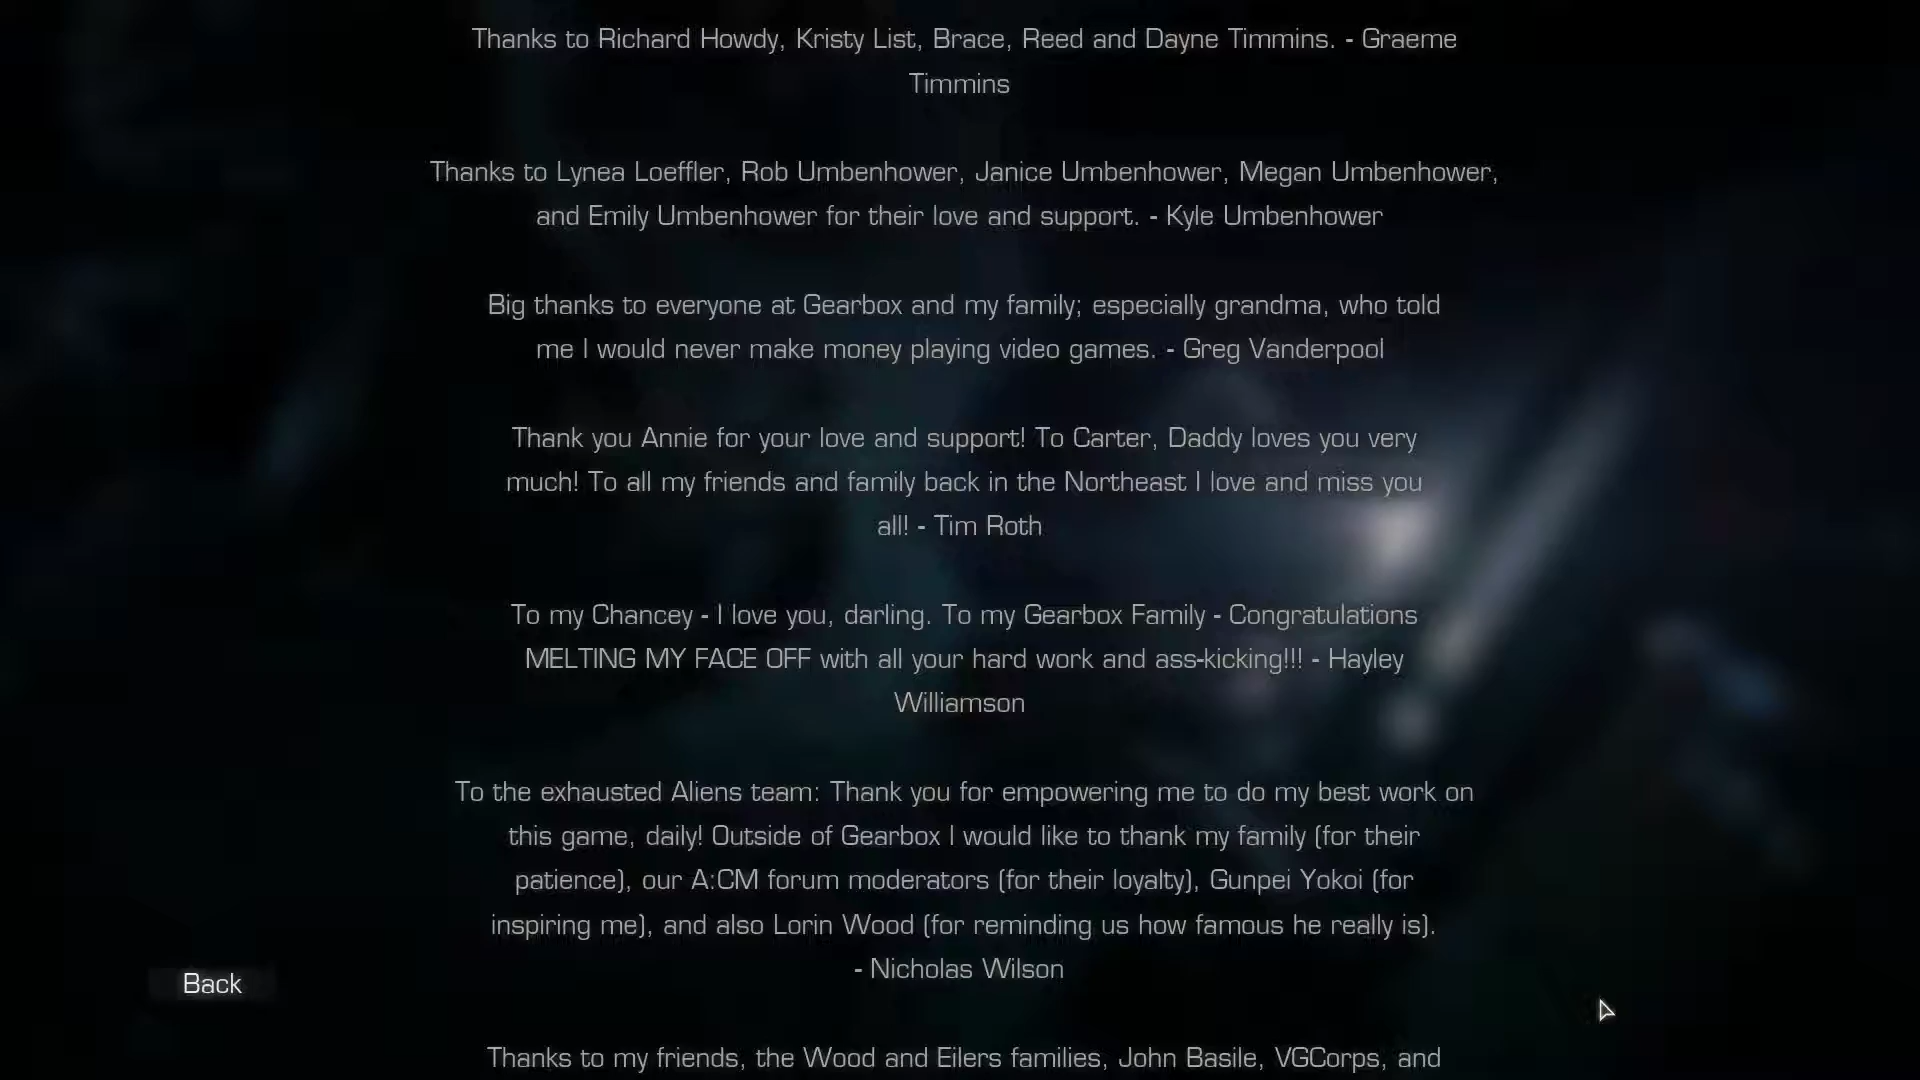 Thanks to Richard Howdy, Kristy List, Brace, Reed and Dayne Timmins. - Graeme
Timmins
Thanks to Lynea Loeffler, Rob Umbenhower, Janice Umbenhower, Megan Umbenhower,
and Emily Umbenhower for their love and support. - Kyle Umbenhower
Big thanks to everyone at Gearbox and my family; especially grandma, who told
me I would never make money playing video games. - Greg Vanderpool
Thank you Annie for your love and support! To Carter, Daddy loves you very
much! To all my friends and family back in the Northeast I love and miss you
all! - Tim Roth
To my Chancey - I love you, darling. To my Gearbox Family - Congratulations
MELTING MY FACE OFF with all your hard work and ass-kicking!!! - Hayley
Williamson
To the exhausted Aliens team: Thank you for empowering me to do my best work on
this game, daily! Outside of Gearbox I would like to thank my family (for their
patience), our A:CM forum moderators (for their loyalty), Gunpei Yokoi (for
inspiring me), and also Lorin Wood (for reminding us how famous he really is).
- Nicholas Wilson
Back
Thanks to my friends, the Wood and Eilers families, John Basile, VGCorps, and